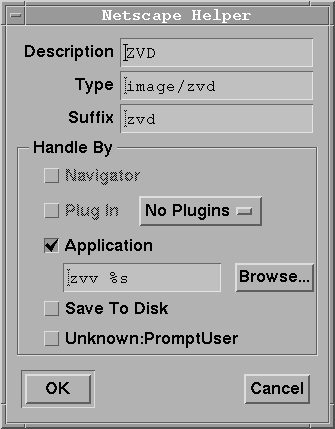 Netscape Helper
Description ZVD
Type image/zvd
Suffix zvd
Handle By
Navigator
Plug In No Plugins
Application
zvv %s Browse...
Save To Disk
Unknown:PromptUser
OK Cancel